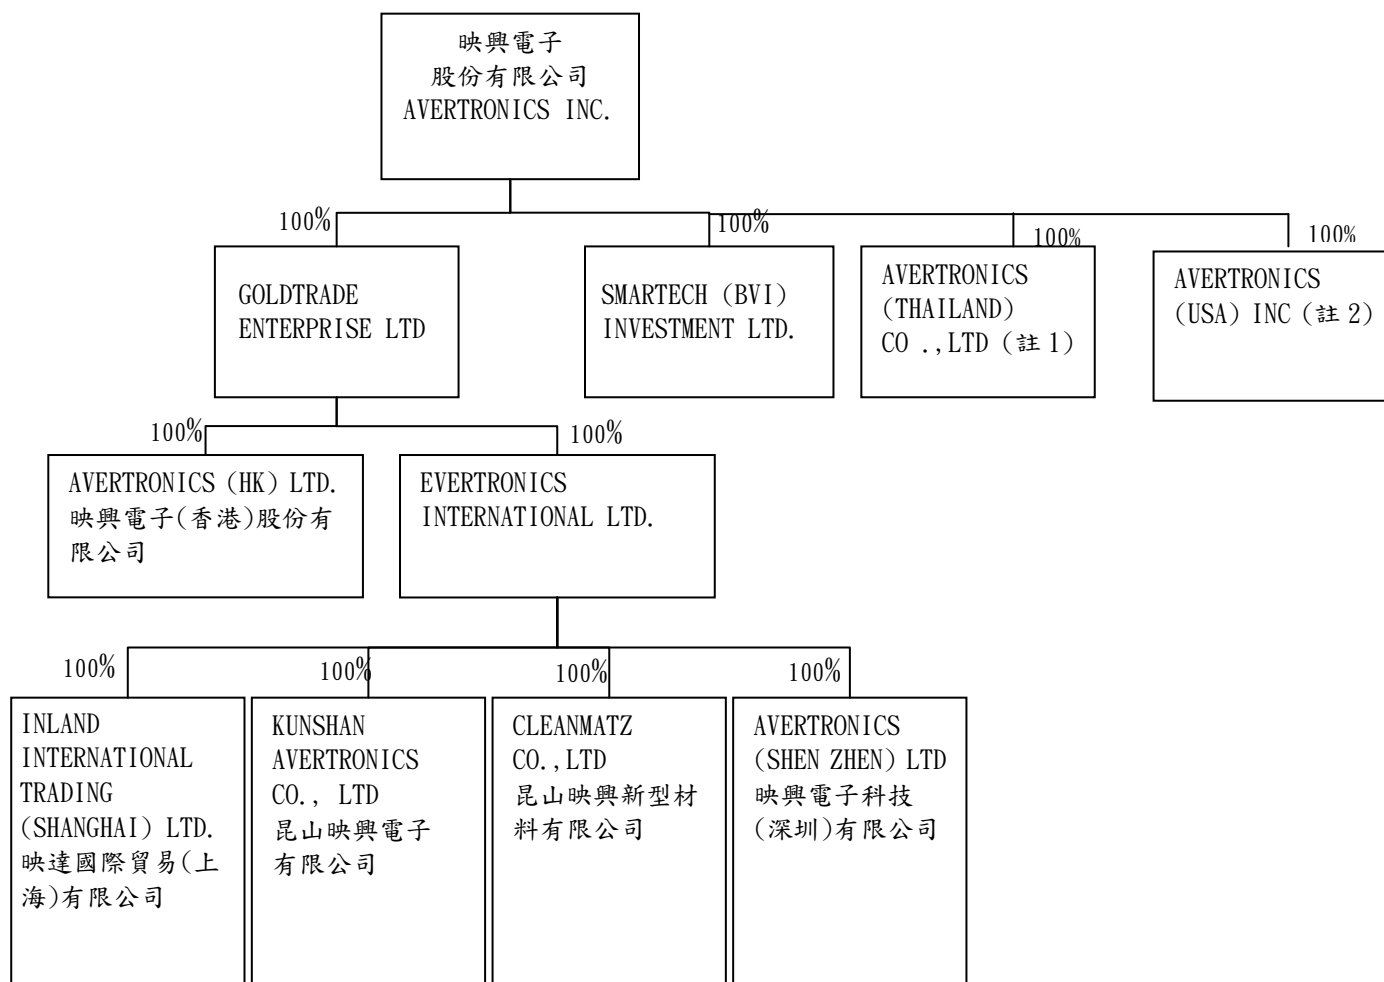 映興電子
股份有限公司
AVERTRONICS INC.
100%
100%
100%
100%
GOLDTRADE
ENTERPRISE LTD
SMARTECH (BVI)
INVESTMENT LTD.
AVERTRONICS
(THAILAND)
CO .,LTD (註 1)
AVERTRONICS
(USA) INC (註 2)
100%
100%
AVERTRONICS (HK) LTD.
映興電子(香港)股份有
限公司
EVERTRONICS
INTERNATIONAL LTD.
100%
100%
100%
100%
INLAND
INTERNATIONAL
TRADING
(SHANGHAI) LTD.
映達國際貿易(上
海)有限公司
KUNSHAN
AVERTRONICS
CO., LTD
昆山映興電子
有限公司
CLEANMATZ
CO.,LTD
昆山映興新型材
料有限公司
AVERTRONICS
(SHEN ZHEN) LTD
映興電子科技
(深圳)有限公司